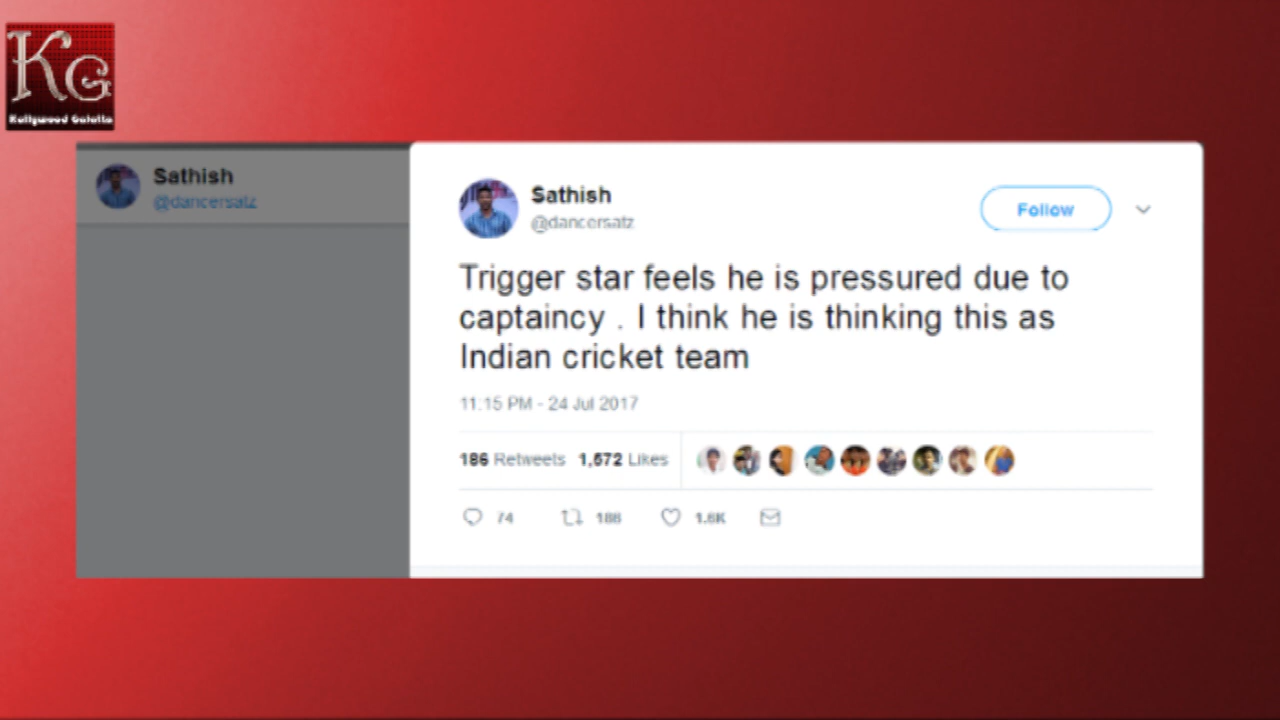 KG
Kollywood Galatta
Sathish
@dancersatz
Sathish
@dancersatz
Follow
Trigger star feels he is pressured due to
captaincy . I think he is thinking this as
Indian cricket team
11:15 PM - 24 Jul 2017
186 Retweets 1,672 Likes
74 186 1.6K